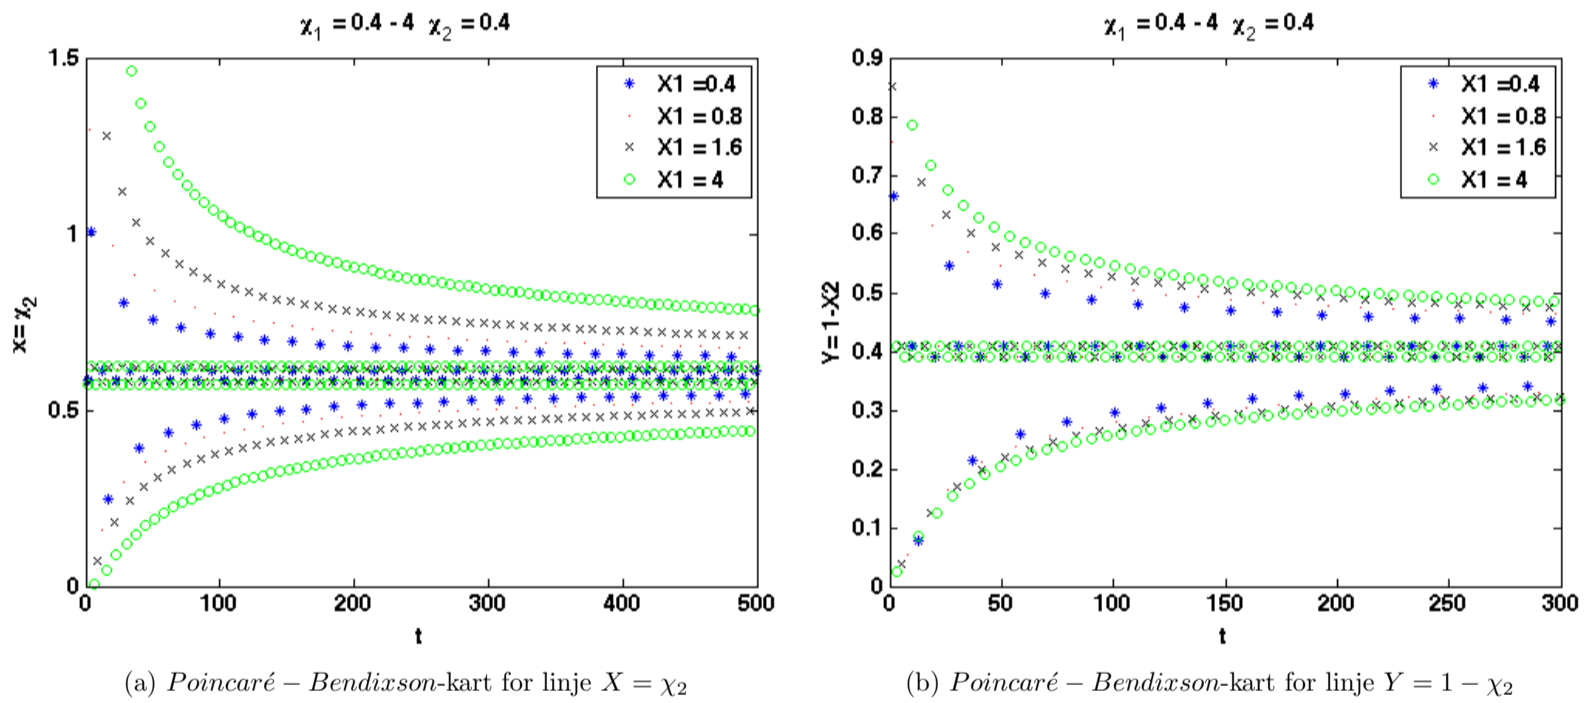 χ₁ = 0.4 - 4 χ₂ = 0.4
1.5
1
0.5
0
x = χ₂
X1 =0.4
X1 = 0.8
X1 = 1.6
X1 = 4
0 100 200 300 400 500
t
(a) Poincaré – Bendixson-kart for linje X = χ₂
χ₁ = 0.4 - 4 χ₂ = 0.4
0.9
0.8
0.7
0.6
0.5
0.4
0.3
0.2
0.1
0
Y = 1-X2
X1 =0.4
X1 = 0.8
X1 = 1.6
X1 = 4
0 50 100 150 200 250 300
t
(b) Poincaré – Bendixson-kart for linje Y = 1 − χ₂